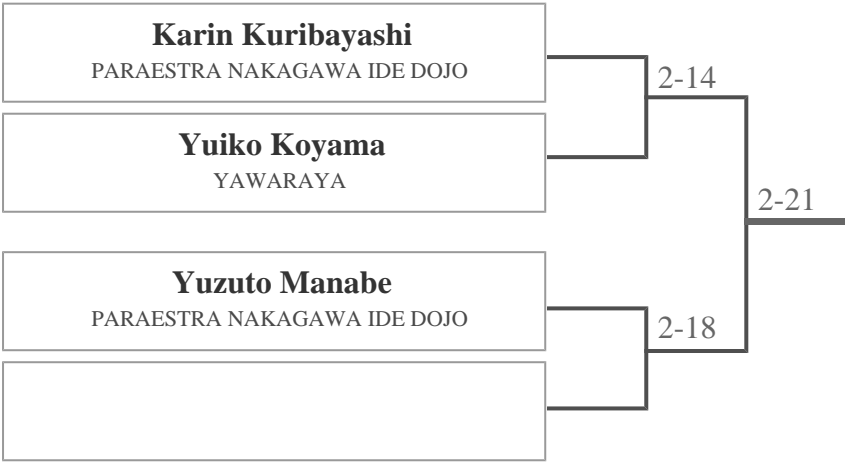 Karin Kuribayashi
PARAESTRA NAKAGAWA IDE DOJO
2-14
Yuiko Koyama
YAWARAYA
2-21
Yuzuto Manabe
PARAESTRA NAKAGAWA IDE DOJO
2-18